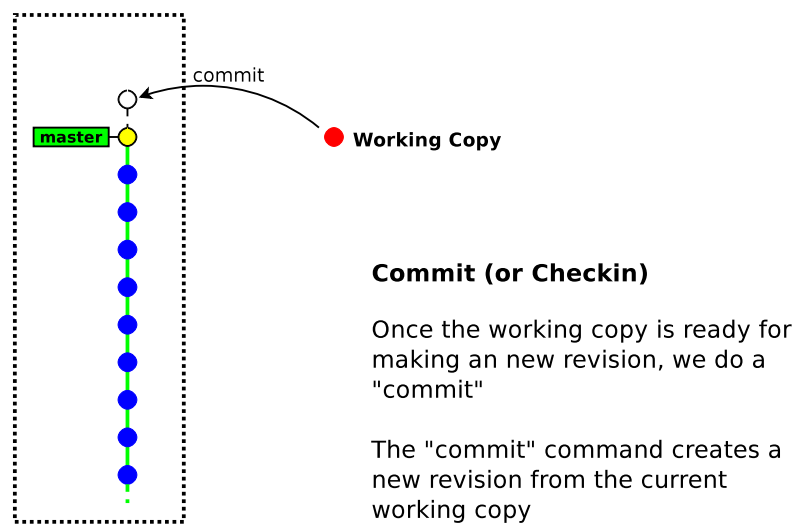 commit
master
Working Copy
Commit (or Checkin)
Once the working copy is ready for
making an new revision, we do a
"commit"
The "commit" command creates a
new revision from the current
working copy